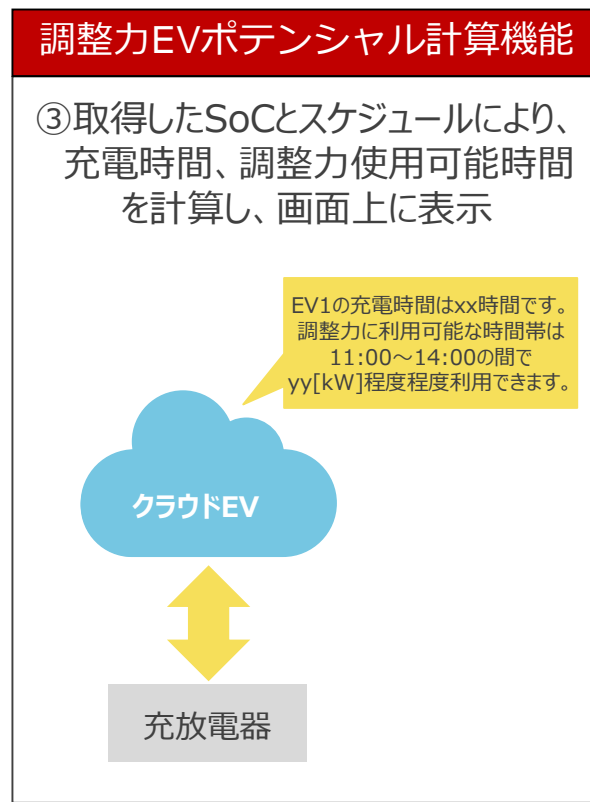 調整力EVポテンシャル計算機能
③取得したSoCとスケジュールにより、
充電時間、調整力使用可能時間
を計算し、画面上に表示
EV1の充電時間はxx時間です。
調整力に利用可能な時間帯は
11:00～14:00の間で
yy[kW]程度程度利用できます。
クラウドEV
充放電器